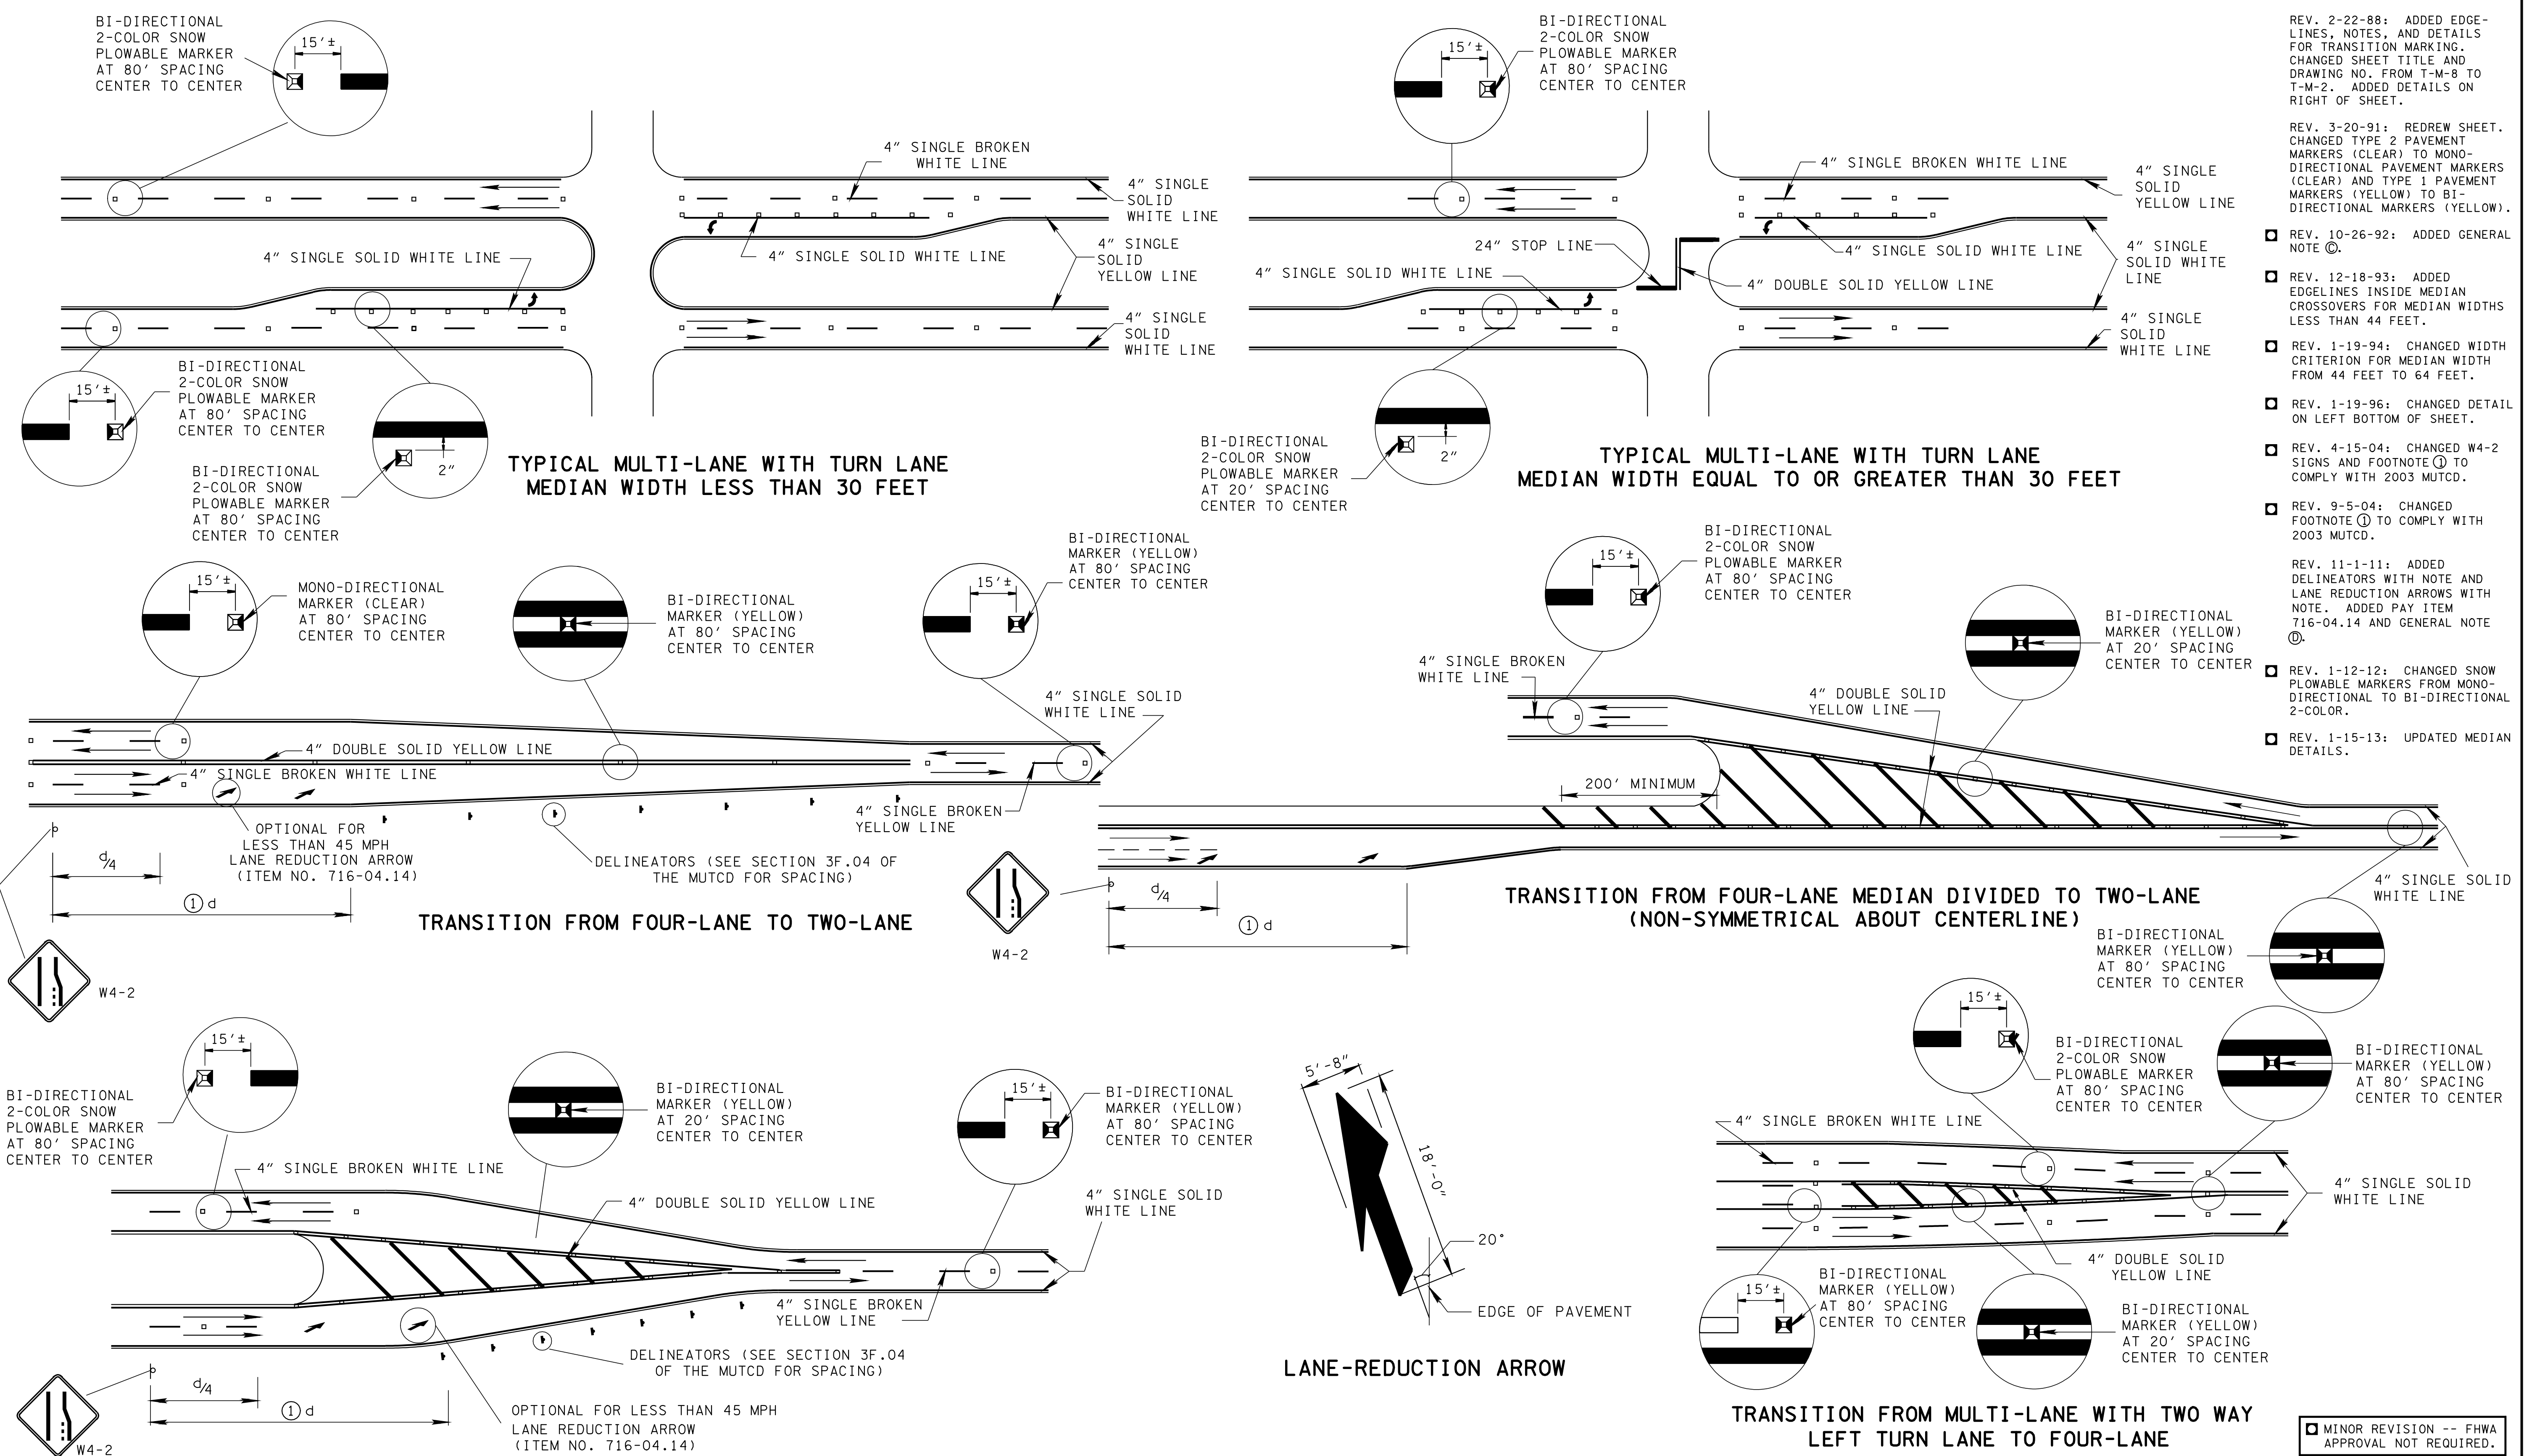 BI-DIRECTIONAL
2-COLOR SNOW
PLOWABLE MARKER
AT 80' SPACING
CENTER TO CENTER
15'±
4" SINGLE BROKEN
WHITE LINE
4" SINGLE
SOLID
WHITE LINE
4" SINGLE SOLID WHITE LINE
4" SINGLE SOLID WHITE LINE
4" SINGLE
SOLID
YELLOW LINE
4" SINGLE
SOLID
WHITE LINE
15'±
BI-DIRECTIONAL
2-COLOR SNOW
PLOWABLE MARKER
AT 80' SPACING
CENTER TO CENTER
BI-DIRECTIONAL
2-COLOR SNOW
PLOWABLE MARKER
AT 80' SPACING
CENTER TO CENTER
2"
TYPICAL MULTI-LANE WITH TURN LANE
MEDIAN WIDTH LESS THAN 30 FEET
15'±
BI-DIRECTIONAL
2-COLOR SNOW
PLOWABLE MARKER
AT 80' SPACING
CENTER TO CENTER
4" SINGLE BROKEN WHITE LINE
4" SINGLE
SOLID
YELLOW LINE
24" STOP LINE
4" SINGLE SOLID WHITE LINE
4" SINGLE SOLID WHITE LINE
4" DOUBLE SOLID YELLOW LINE
4" SINGLE
SOLID WHITE
LINE
4" SINGLE
SOLID
WHITE LINE
BI-DIRECTIONAL
2-COLOR SNOW
PLOWABLE MARKER
AT 20' SPACING
CENTER TO CENTER
2"
TYPICAL MULTI-LANE WITH TURN LANE
MEDIAN WIDTH EQUAL TO OR GREATER THAN 30 FEET
15'±
MONO-DIRECTIONAL
MARKER (CLEAR)
AT 80' SPACING
CENTER TO CENTER
BI-DIRECTIONAL
MARKER (YELLOW)
AT 80' SPACING
CENTER TO CENTER
15'±
BI-DIRECTIONAL
MARKER (YELLOW)
AT 80' SPACING
CENTER TO CENTER
4" SINGLE SOLID
WHITE LINE
4" DOUBLE SOLID YELLOW LINE
4" SINGLE BROKEN WHITE LINE
4" SINGLE BROKEN
YELLOW LINE
OPTIONAL FOR
LESS THAN 45 MPH
LANE REDUCTION ARROW
(ITEM NO. 716-04.14)
d/4
① d
DELINEATORS (SEE SECTION 3F.04 OF
THE MUTCD FOR SPACING)
TRANSITION FROM FOUR-LANE TO TWO-LANE
W4-2
15'±
BI-DIRECTIONAL
2-COLOR SNOW
PLOWABLE MARKER
AT 80' SPACING
CENTER TO CENTER
4" SINGLE BROKEN
WHITE LINE
4" DOUBLE SOLID
YELLOW LINE
BI-DIRECTIONAL
MARKER (YELLOW)
AT 20' SPACING
CENTER TO CENTER
200' MINIMUM
d/4
① d
W4-2
TRANSITION FROM FOUR-LANE MEDIAN DIVIDED TO TWO-LANE
(NON-SYMMETRICAL ABOUT CENTERLINE)
4" SINGLE SOLID
WHITE LINE
BI-DIRECTIONAL
MARKER (YELLOW)
AT 80' SPACING
CENTER TO CENTER
15'±
BI-DIRECTIONAL
2-COLOR SNOW
PLOWABLE MARKER
AT 80' SPACING
CENTER TO CENTER
BI-DIRECTIONAL
MARKER (YELLOW)
AT 20' SPACING
CENTER TO CENTER
15'±
BI-DIRECTIONAL
MARKER (YELLOW)
AT 80' SPACING
CENTER TO CENTER
4" SINGLE BROKEN WHITE LINE
4" DOUBLE SOLID YELLOW LINE
4" SINGLE SOLID
WHITE LINE
4" SINGLE BROKEN
YELLOW LINE
DELINEATORS (SEE SECTION 3F.04
OF THE MUTCD FOR SPACING)
d/4
① d
W4-2
OPTIONAL FOR LESS THAN 45 MPH
LANE REDUCTION ARROW
(ITEM NO. 716-04.14)
5'-8"
18'-0"
20°
EDGE OF PAVEMENT
LANE-REDUCTION ARROW
15'±
BI-DIRECTIONAL
2-COLOR SNOW
PLOWABLE MARKER
AT 80' SPACING
CENTER TO CENTER
BI-DIRECTIONAL
MARKER (YELLOW)
AT 80' SPACING
CENTER TO CENTER
4" SINGLE BROKEN WHITE LINE
4" SINGLE SOLID
WHITE LINE
4" DOUBLE SOLID
YELLOW LINE
15'±
BI-DIRECTIONAL
MARKER (YELLOW)
AT 80' SPACING
CENTER TO CENTER
BI-DIRECTIONAL
MARKER (YELLOW)
AT 20' SPACING
CENTER TO CENTER
TRANSITION FROM MULTI-LANE WITH TWO WAY
LEFT TURN LANE TO FOUR-LANE
REV. 2-22-88: ADDED EDGE-
LINES, NOTES, AND DETAILS
FOR TRANSITION MARKING.
CHANGED SHEET TITLE AND
DRAWING NO. FROM T-M-8 TO
T-M-2. ADDED DETAILS ON
RIGHT OF SHEET.
REV. 3-20-91: REDREW SHEET.
CHANGED TYPE 2 PAVEMENT
MARKERS (CLEAR) TO MONO-
DIRECTIONAL PAVEMENT MARKERS
(CLEAR) AND TYPE 1 PAVEMENT
MARKERS (YELLOW) TO BI-
DIRECTIONAL MARKERS (YELLOW).
REV. 10-26-92: ADDED GENERAL
NOTE Ⓒ.
REV. 12-18-93: ADDED
EDGELINES INSIDE MEDIAN
CROSSOVERS FOR MEDIAN WIDTHS
LESS THAN 44 FEET.
REV. 1-19-94: CHANGED WIDTH
CRITERION FOR MEDIAN WIDTH
FROM 44 FEET TO 64 FEET.
REV. 1-19-96: CHANGED DETAIL
ON LEFT BOTTOM OF SHEET.
REV. 4-15-04: CHANGED W4-2
SIGNS AND FOOTNOTE ① TO
COMPLY WITH 2003 MUTCD.
REV. 9-5-04: CHANGED
FOOTNOTE ① TO COMPLY WITH
2003 MUTCD.
REV. 11-1-11: ADDED
DELINEATORS WITH NOTE AND
LANE REDUCTION ARROWS WITH
NOTE. ADDED PAY ITEM
716-04.14 AND GENERAL NOTE
Ⓓ.
REV. 1-12-12: CHANGED SNOW
PLOWABLE MARKERS FROM MONO-
DIRECTIONAL TO BI-DIRECTIONAL
2-COLOR.
REV. 1-15-13: UPDATED MEDIAN
DETAILS.
MINOR REVISION -- FHWA
APPROVAL NOT REQUIRED.